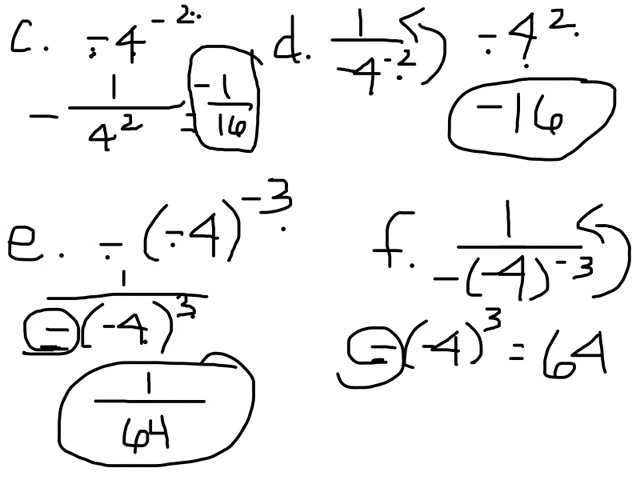 c. -4^-2
- 1/4^2 = -1/16
d. 1/-4^-2
-4^2
-16
e. -(-4)^-3
1/-(-4)^3
1/64
f. 1/-(-4)^-3
-(-4)^3 = 64